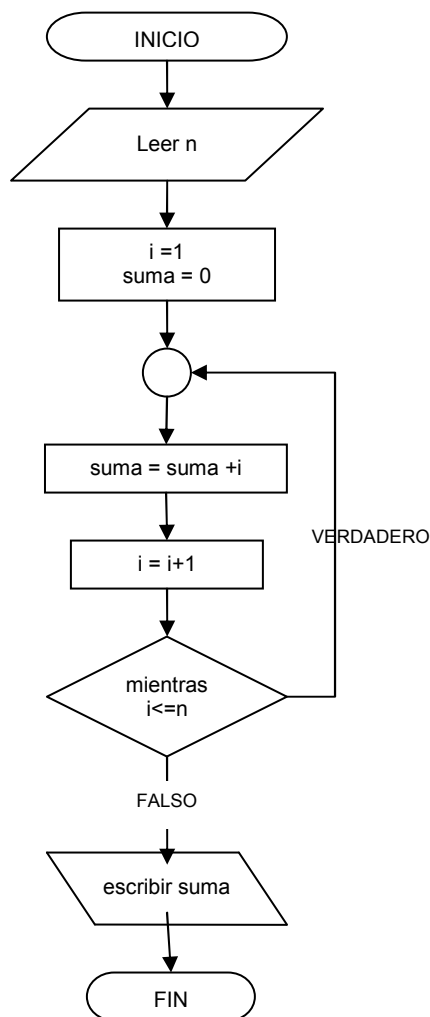 INICIO
Leer n
i =1
suma = 0
suma = suma +i
i = i+1
VERDADERO
mientras
i<=n
FALSO
escribir suma
FIN